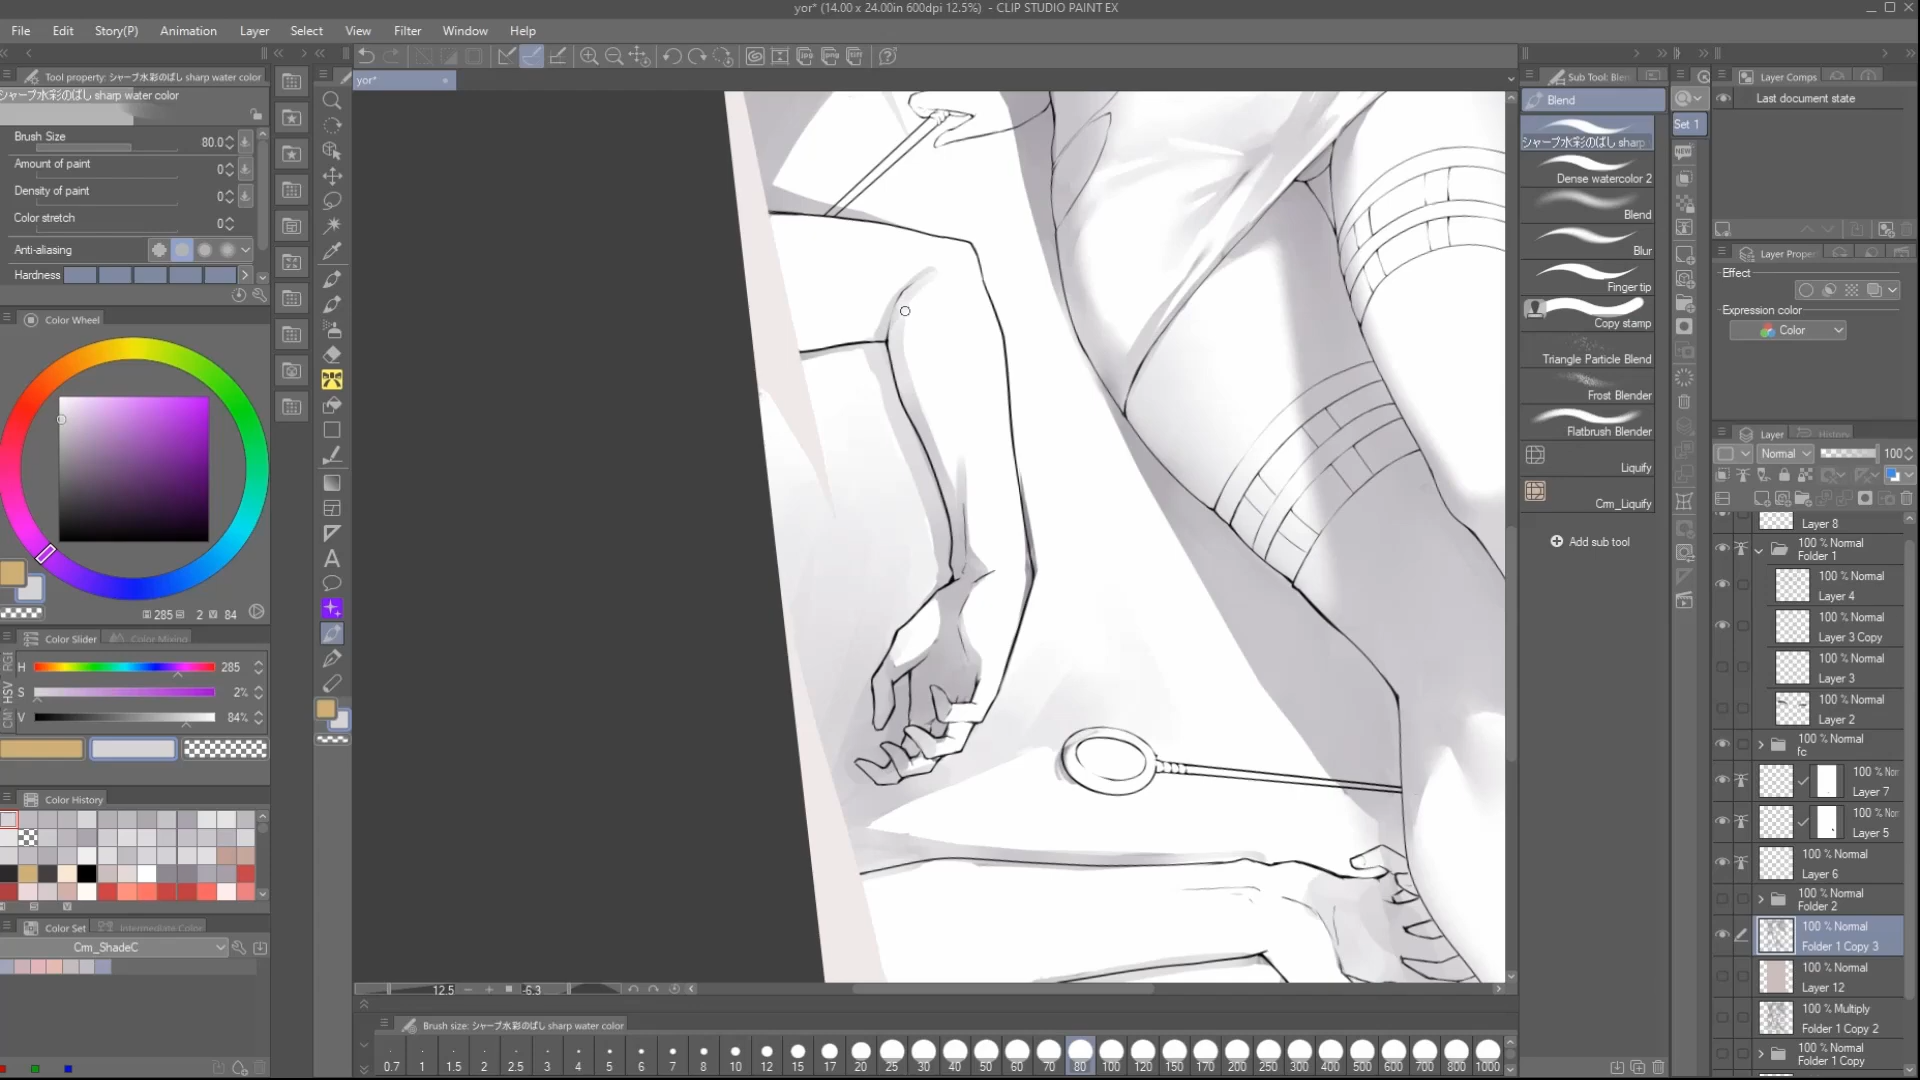 yor* (14.00 x 24.00in 600dpi 12.5%) - CLIP STUDIO PAINT EX
File Edit Story(P) Animation Layer Select View Filter Window Help
Tool property: シャープ水彩のばし sharp water color
シャープ水彩のばし sharp water color
Brush Size 80.0
Amount of paint 0
Density of paint 0
Color stretch 0
Anti-aliasing
Hardness
Color Wheel
285 2 84
Color Slider Color Mixing
H 285
S 2%
V 84%
Color History
Color Set Intermediate Color
Cm_ShadeC
yor*
12.5
-6.3
Brush size: シャープ水彩のばし sharp water color
0.7 1 1.5 2 2.5 3 4 5 6 7 8 10 12 15 17 20 25 30 40 50 60 70 80 100 120 150 170 200 250 300 400 500 600 700 800 1000
Sub Tool: Blen
Blend
シャープ水彩のばし sharp
Dense watercolor 2
Blend
Blur
Finger tip
Copy stamp
Triangle Particle Blend
Frost Blender
Flatbrush Blender
Liquify
Crm_Liquify
Add sub tool
Set 1
NEW
Layer Comps
Last document state
Layer Prope
Effect
Expression color
Color
Layer History
Normal 100
Layer 8
100 % Normal
Folder 1
100 % Normal
Layer 4
100 % Normal
Layer 3 Copy
100 % Normal
Layer 3
100 % Normal
Layer 2
100 % Normal
fc
100 % Nor
Layer 7
100 % Nor
Layer 5
100 % Normal
Layer 6
100 % Normal
Folder 2
100 % Normal
Folder 1 Copy 3
100 % Normal
Layer 12
100 % Multiply
Folder 1 Copy 2
100 % Normal
Folder 1 Copy